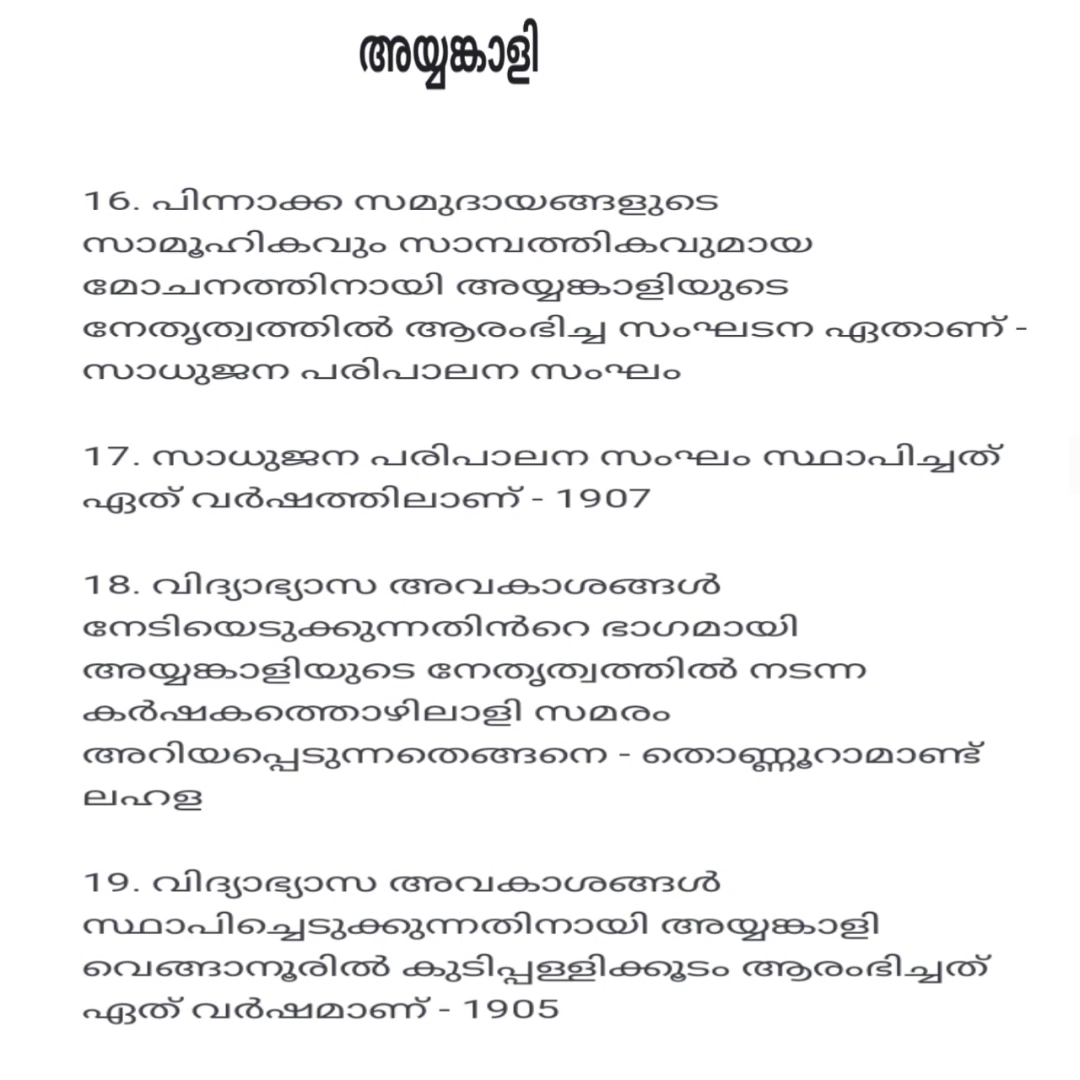 അയ്യങ്കാളി
16. പിന്നാക്ക സമുദായങ്ങളുടെ
സാമൂഹികവും സാമ്പത്തികവുമായ
മോചനത്തിനായി അയ്യങ്കാളിയുടെ
നേതൃത്വത്തിൽ ആരംഭിച്ച സംഘടന ഏതാണ് -
സാധുജന പരിപാലന സംഘം
17. സാധുജന പരിപാലന സംഘം സ്ഥാപിച്ചത്
ഏത് വർഷത്തിലാണ് - 1907
18. വിദ്യാഭ്യാസ അവകാശങ്ങൾ
നേടിയെടുക്കുന്നതിൻറെ ഭാഗമായി
അയ്യങ്കാളിയുടെ നേതൃത്വത്തിൽ നടന്ന
കർഷകത്തൊഴിലാളി സമരം
അറിയപ്പെടുന്നതെങ്ങനെ - തൊണ്ണൂറാമാണ്ട്
ലഹള
19. വിദ്യാഭ്യാസ അവകാശങ്ങൾ
സ്ഥാപിച്ചെടുക്കുന്നതിനായി അയ്യങ്കാളി
വെങ്ങാനൂരിൽ കുടിപ്പള്ളിക്കൂടം ആരംഭിച്ചത്
ഏത് വർഷമാണ് - 1905